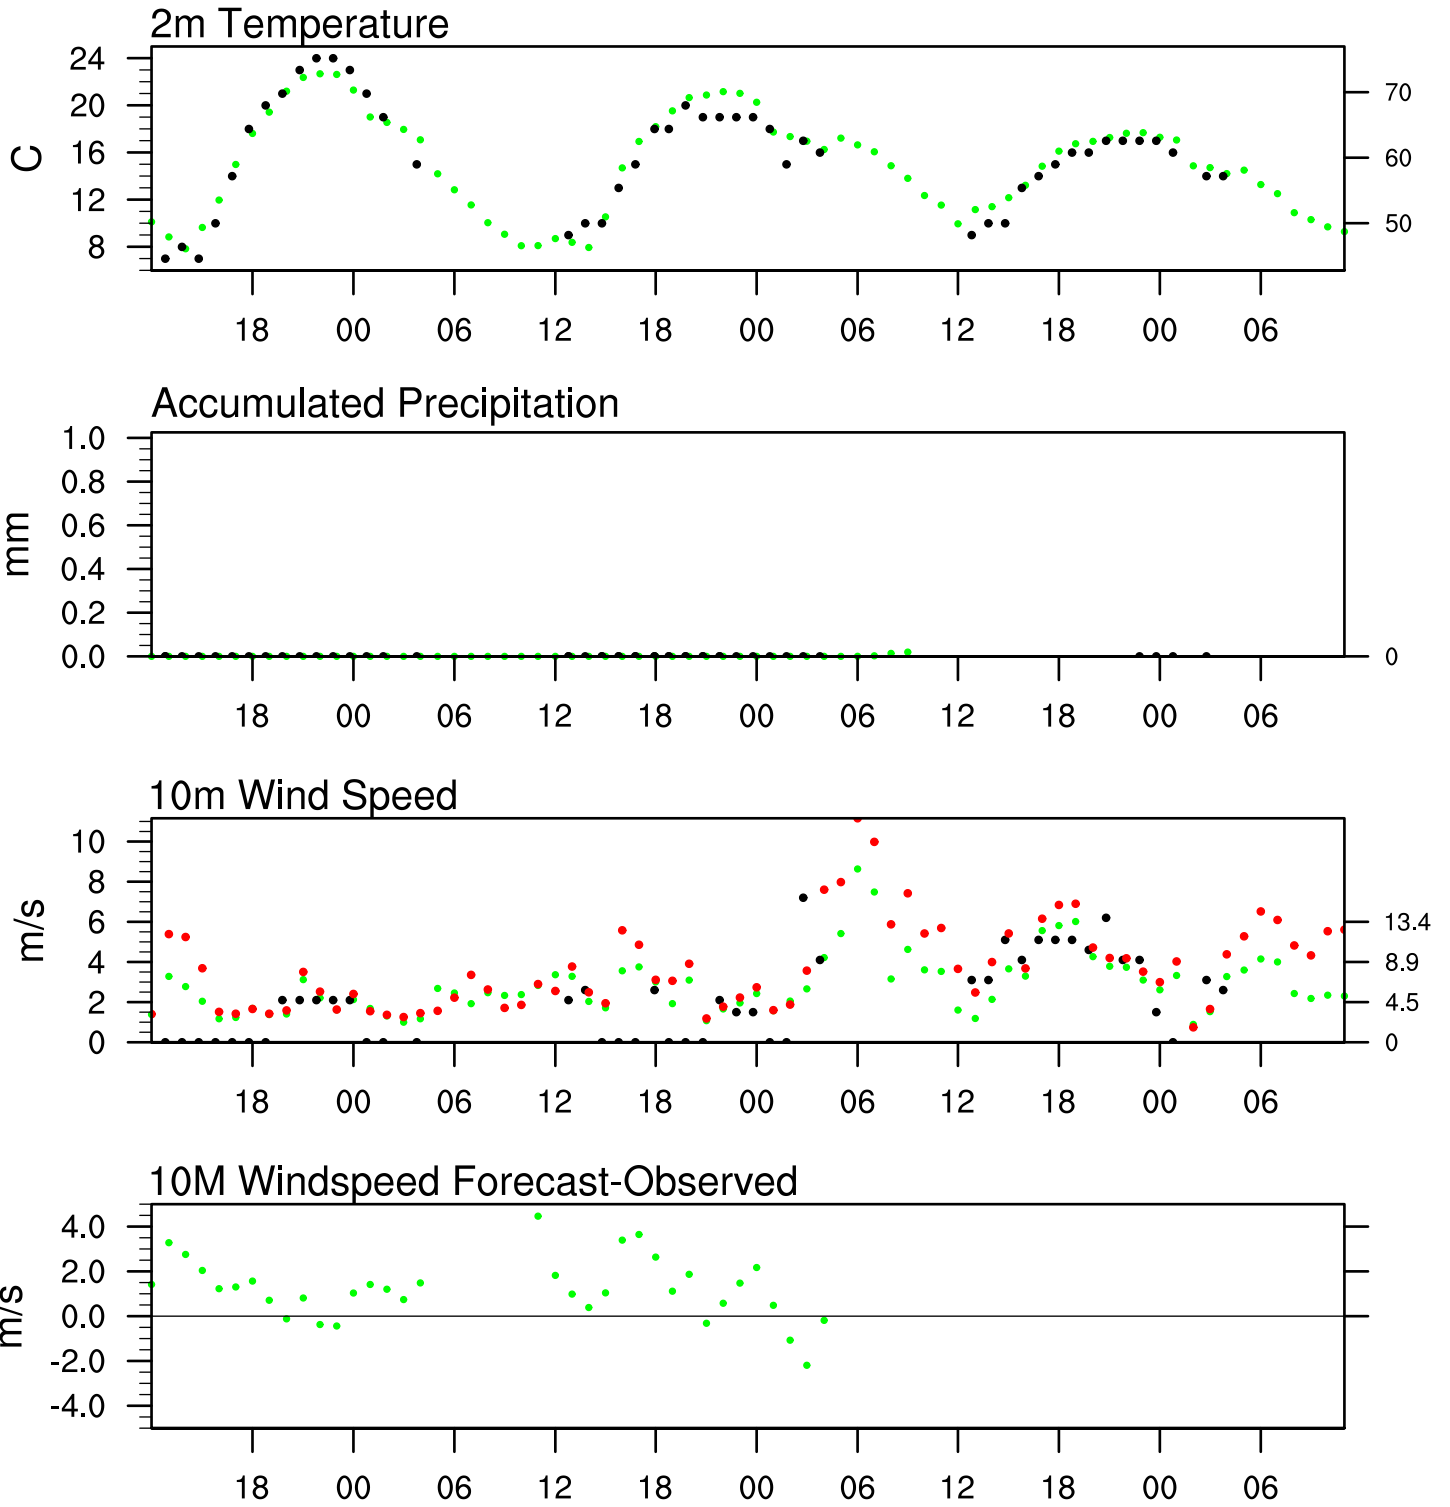 2m Temperature
24
20
16
12
8
C
70
60
50
18 00 06 12 18 00 06 12 18 00 06
Accumulated Precipitation
1.0
0.8
0.6
0.4
0.2
0.0
mm
0
18 00 06 12 18 00 06 12 18 00 06
10m Wind Speed
10
8
6
4
2
0
m/s
13.4
8.9
4.5
0
18 00 06 12 18 00 06 12 18 00 06
10M Windspeed Forecast-Observed
4.0
2.0
0.0
-2.0
-4.0
m/s
18 00 06 12 18 00 06 12 18 00 06